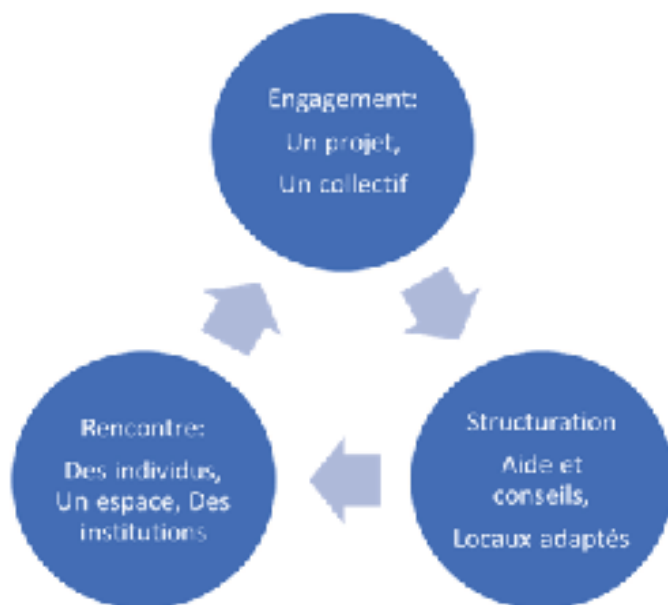 Engagement:
Un projet,
Un collectif
Structuration
Aide et
conseils,
Locaux adaptés
Rencontre:
Des individus,
Un espace, Des
institutions